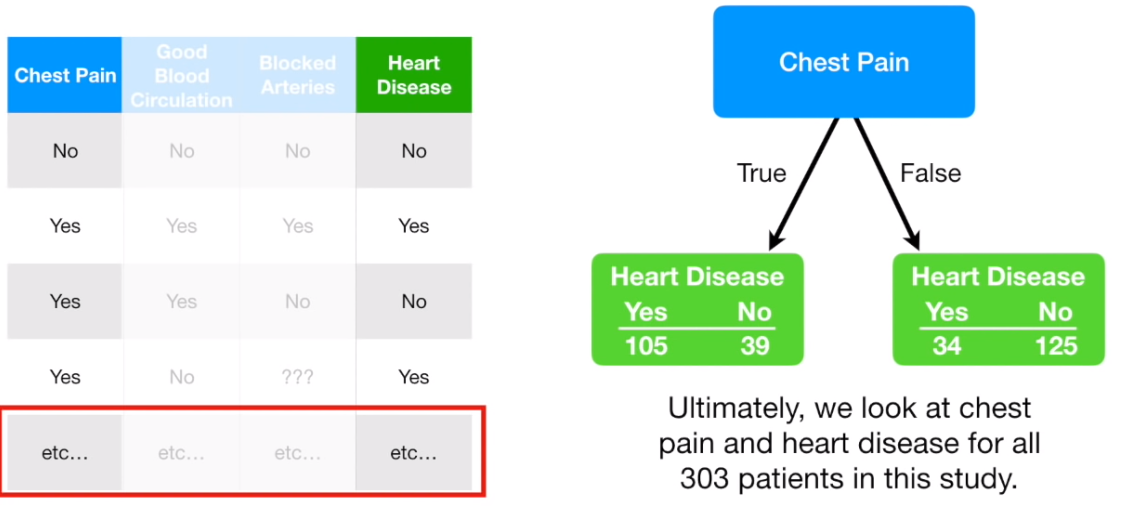 Chest Pain
Good
Blood
Circulation
Blocked
Arteries
Heart
Disease
No No No No
Yes Yes Yes Yes
Yes Yes No No
Yes No ??? Yes
etc... etc... etc... etc...
Chest Pain
True False
Heart Disease
Yes No
105 39
Heart Disease
Yes No
34 125
Ultimately, we look at chest
pain and heart disease for all
303 patients in this study.